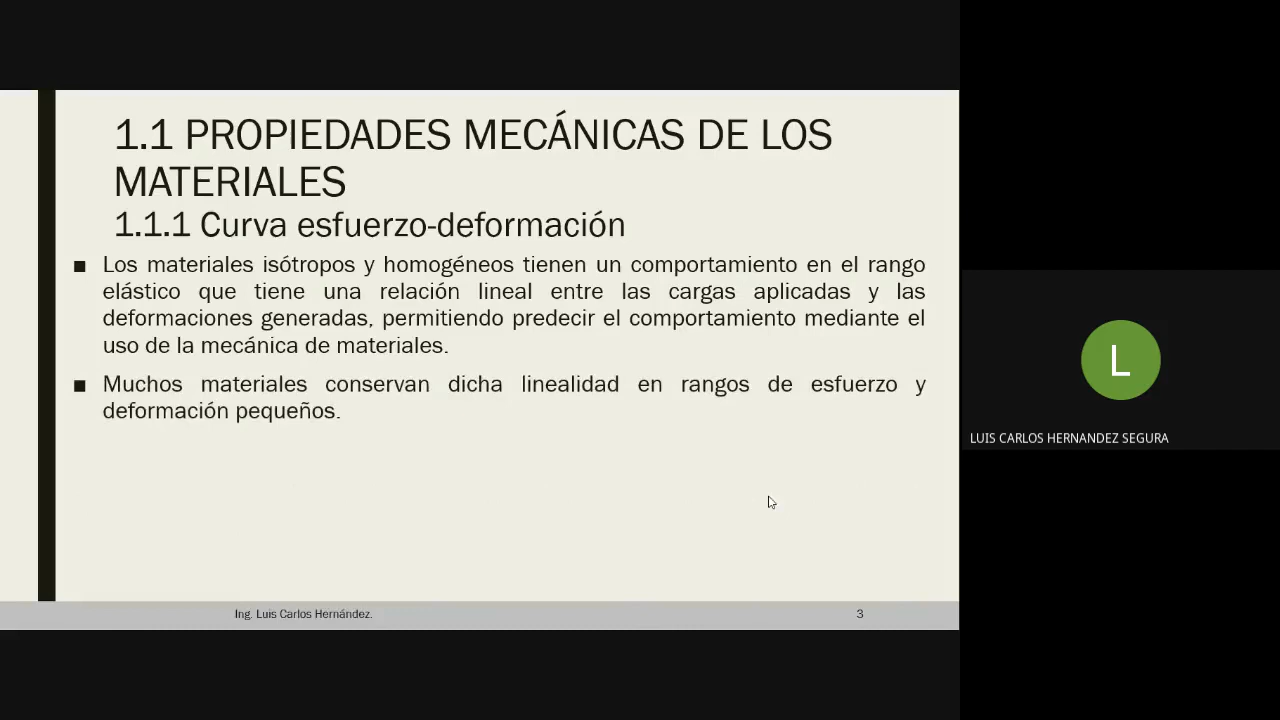 1.1 PROPIEDADES MECÁNICAS DE LOS
MATERIALES
1.1.1 Curva esfuerzo-deformación
■ Los materiales isótropos y homogéneos tienen un comportamiento en el rango
elástico que tiene una relación lineal entre las cargas aplicadas y las
deformaciones generadas, permitiendo predecir el comportamiento mediante el
uso de la mecánica de materiales.
■ Muchos materiales conservan dicha linealidad en rangos de esfuerzo y
deformación pequeños.
Ing. Luis Carlos Hernández.
3
L
LUIS CARLOS HERNANDEZ SEGURA